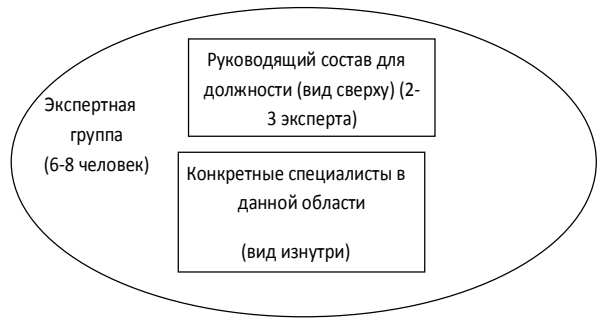 Руководящий состав для
должности (вид сверху) (2-
3 эксперта)
Экспертная
группа
(6-8 человек)
Конкретные специалисты в
данной области
(вид изнутри)